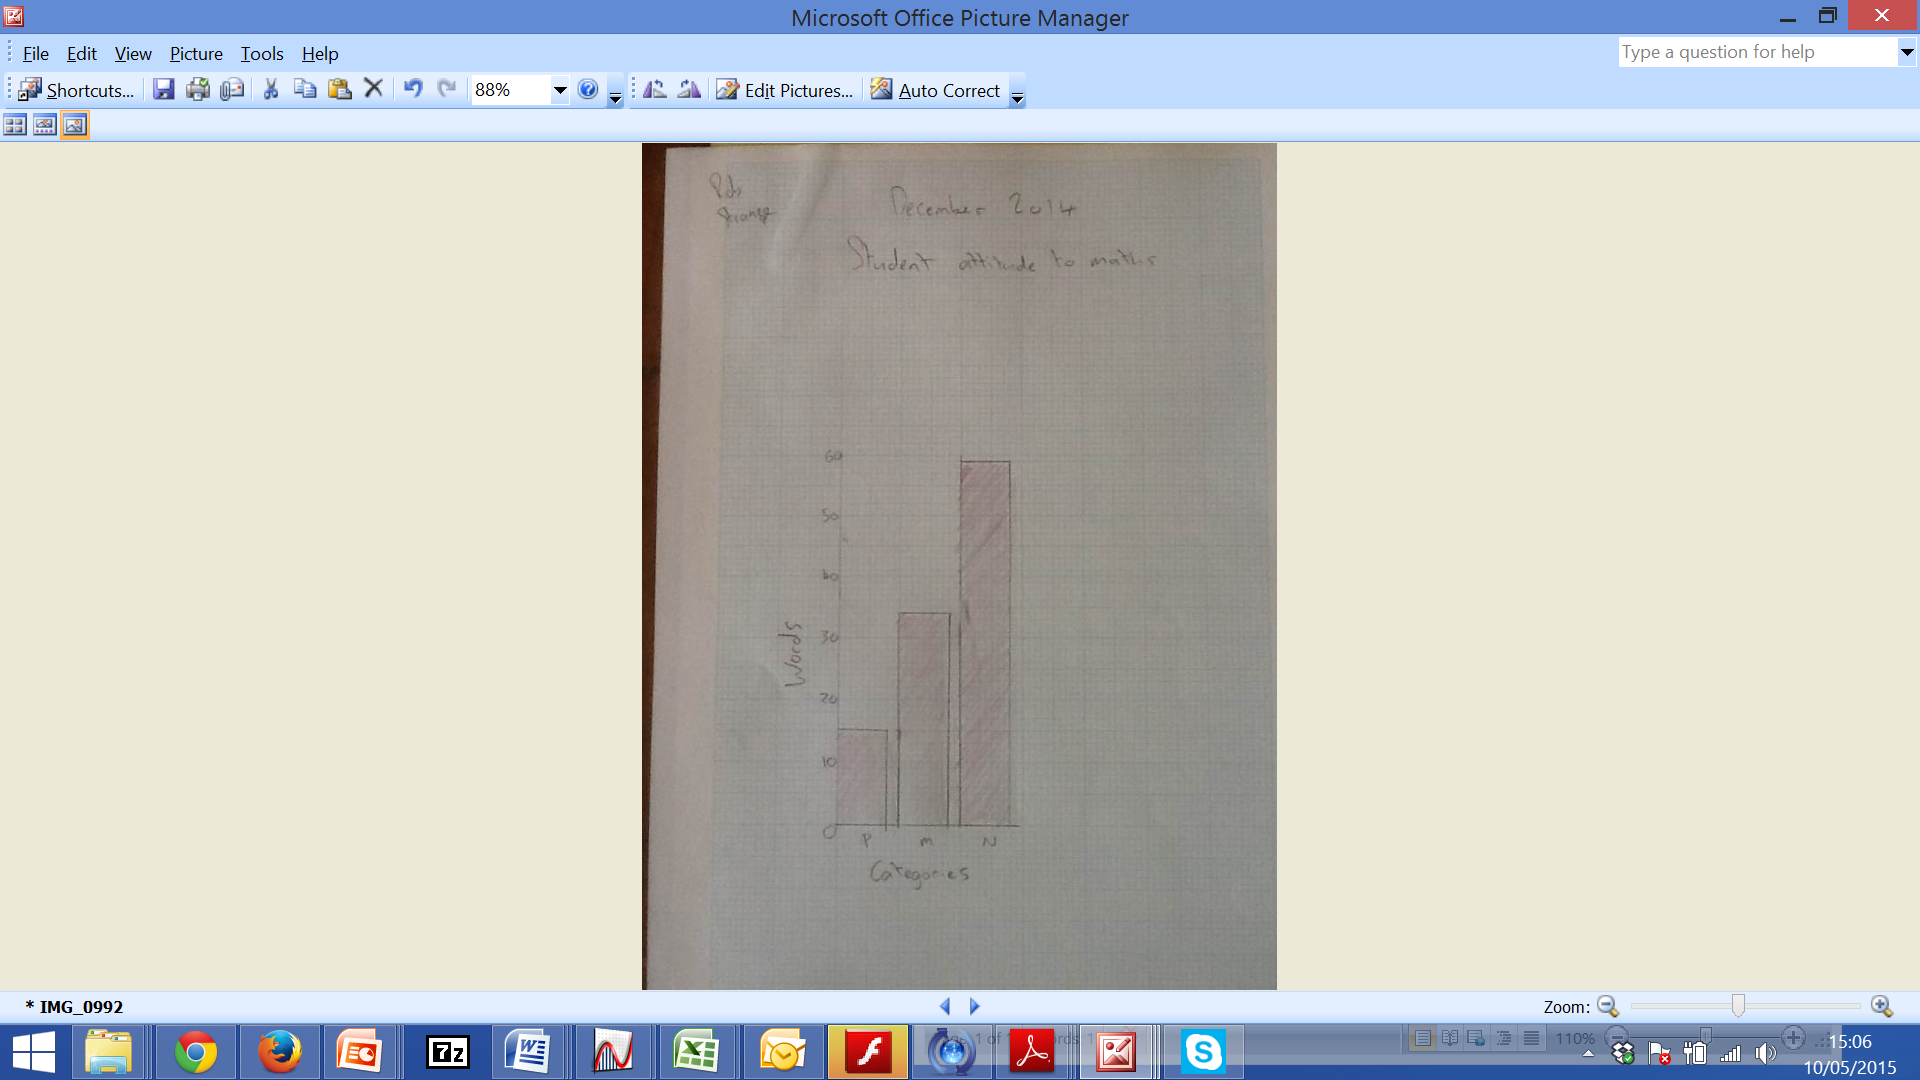 Microsoft Office Picture Manager
File Edit View Picture Tools Help
Type a question for help
Shortcuts... 88% Edit Pictures... Auto Correct
December 2014
Student attitude to maths
60
50
40
30
20
10
0
Words
P M N
Categories
* IMG_0992
Zoom:
110%
15:06
10/05/2015